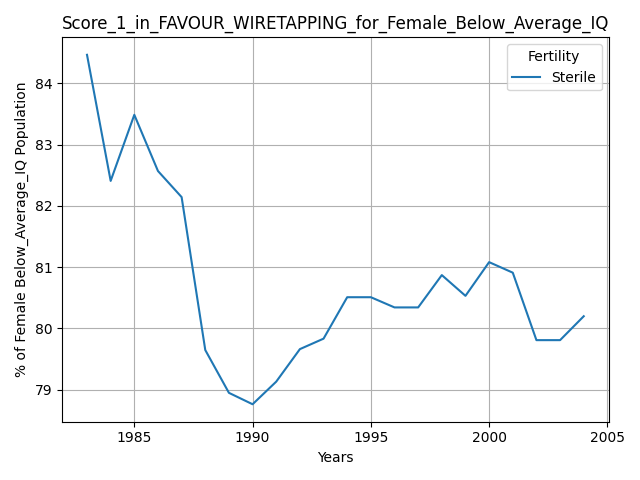 Score_1_in_FAVOUR_WIRETAPPING_for_Female_Below_Average_IQ
Fertility
Sterile
84
83
82
81
80
79
% of Female Below_Average_IQ Population
1985
1990
1995
2000
2005
Years